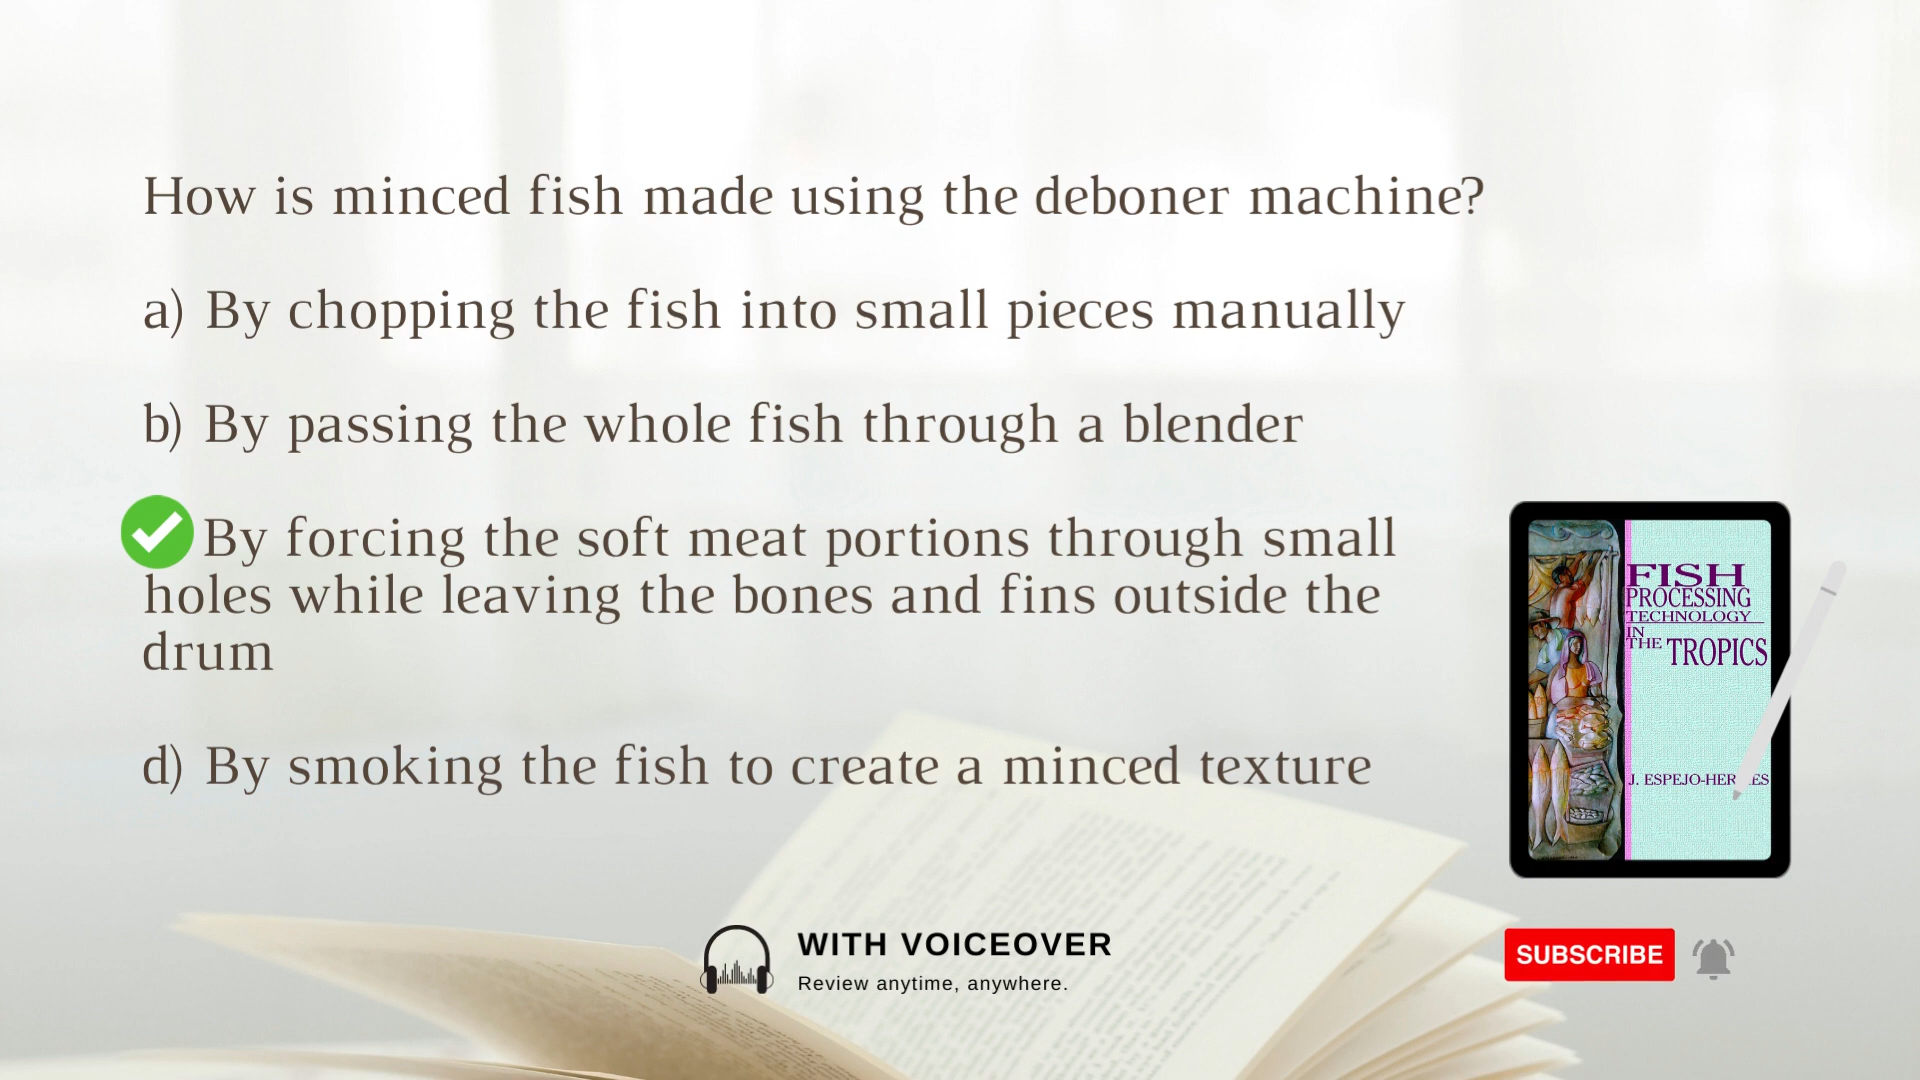 How is minced fish made using the deboner machine?
a) By chopping the fish into small pieces manually
b) By passing the whole fish through a blender
By forcing the soft meat portions through small
holes while leaving the bones and fins outside the
drum
d) By smoking the fish to create a minced texture
FISH
PROCESSING
TECHNOLOGY
IN
THE TROPICS
J. ESPEJO-HER ES
WITH VOICEOVER
Review anytime, anywhere.
SUBSCRIBE